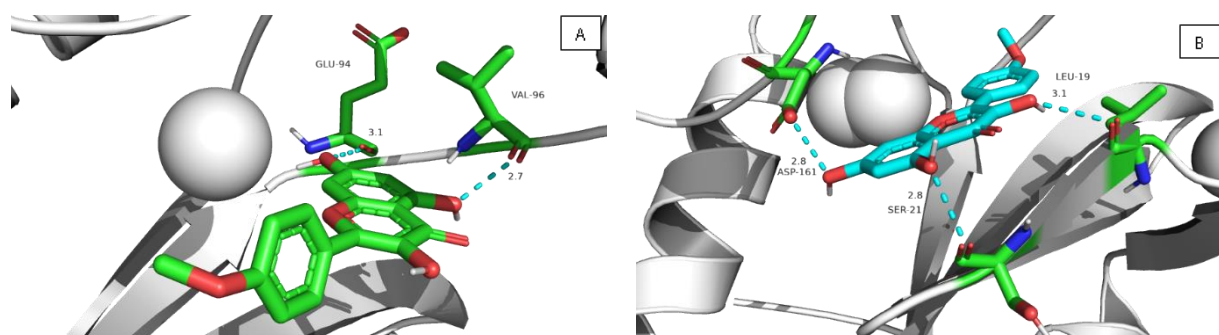 A
GLU-94
VAL-96
3.1
2.7
B
LEU-19
3.1
2.8
ASP-161
2.8
SER-21